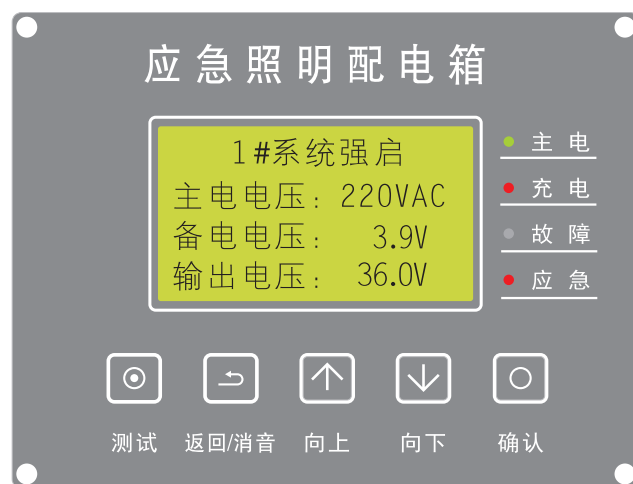 应急照明配电箱
1#系统强启
主电电压: 220VAC
备电电压: 3.9V
输出电压: 36.0V
主电
充电
故障
应急
测试 返回/消音 向上 向下 确认